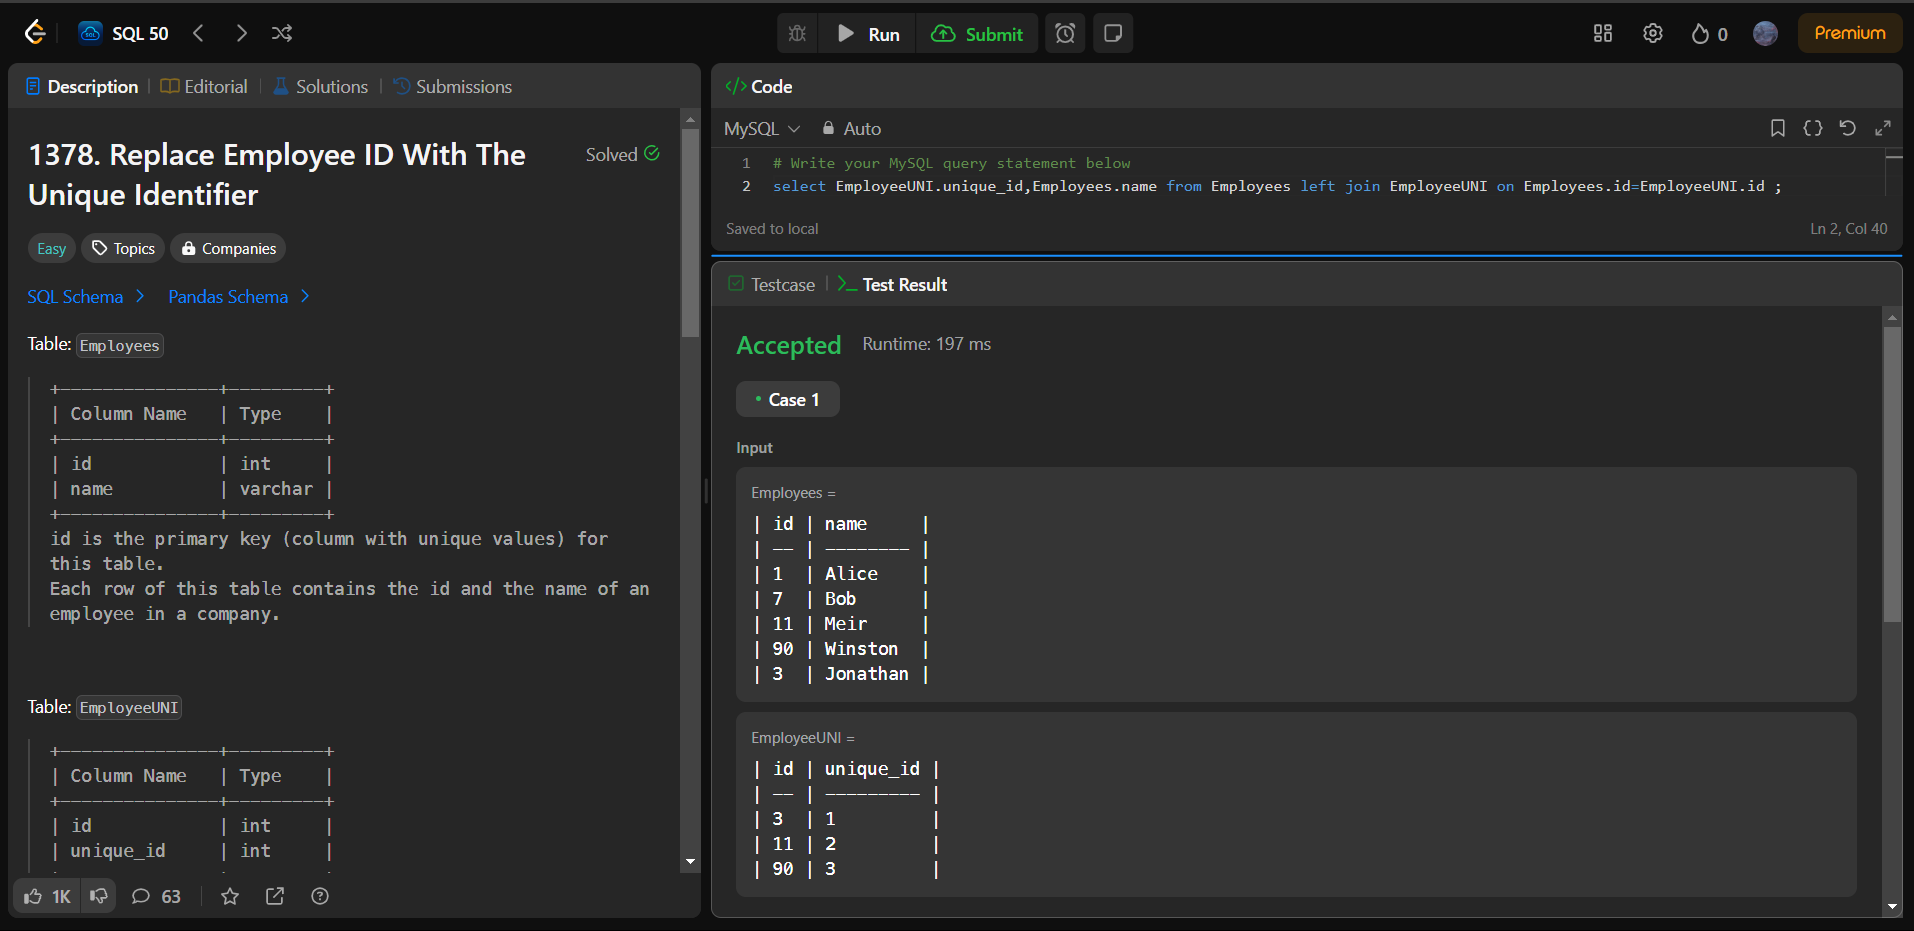 SQL 50
Run
Submit
0
Premium
Description
Editorial
Solutions
Submissions
1378. Replace Employee ID With The
Unique Identifier
Solved
Easy
Topics
Companies
SQL Schema
Pandas Schema
Table: Employees
+---------------+---------+
| Column Name   | Type    |
+---------------+---------+
| id            | int     |
| name          | varchar |
+---------------+---------+
id is the primary key (column with unique values) for
this table.
Each row of this table contains the id and the name of an
employee in a company.
Table: EmployeeUNI
+---------------+---------+
| Column Name   | Type    |
+---------------+---------+
| id            | int     |
| unique_id     | int     |
1K
63
</> Code
MySQL
Auto
1 # Write your MySQL query statement below
2 select EmployeeUNI.unique_id,Employees.name from Employees left join EmployeeUNI on Employees.id=EmployeeUNI.id ;
Saved to local
Ln 2, Col 40
Testcase
Test Result
Accepted
Runtime: 197 ms
• Case 1
Input
Employees =
| id | name     |
| -- | -------- |
| 1  | Alice    |
| 7  | Bob      |
| 11 | Meir     |
| 90 | Winston  |
| 3  | Jonathan |
EmployeeUNI =
| id | unique_id |
| -- | --------- |
| 3  | 1         |
| 11 | 2         |
| 90 | 3         |